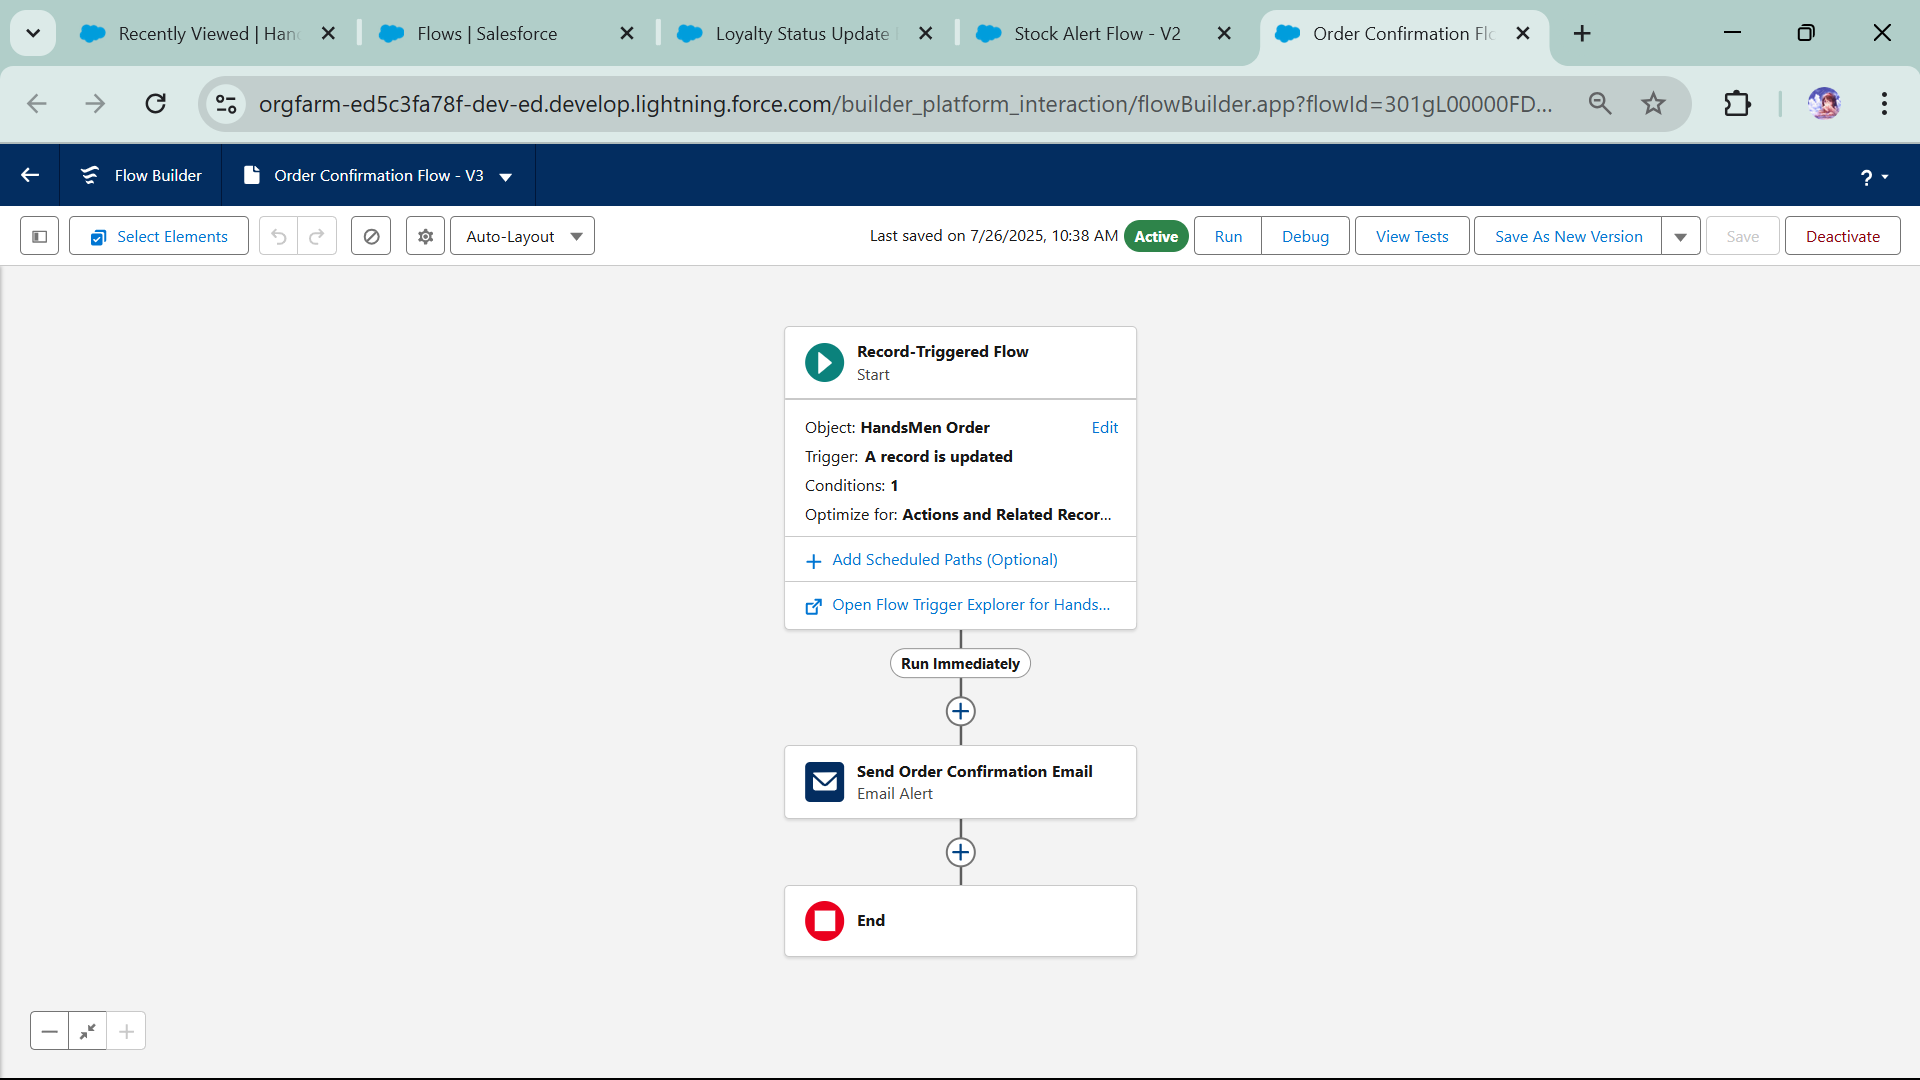 Recently Viewed | Han
Flows | Salesforce
Loyalty Status Update
Stock Alert Flow - V2
Order Confirmation Flo
orgfarm-ed5c3fa78f-dev-ed.develop.lightning.force.com/builder_platform_interaction/flowBuilder.app?flowId=301gL00000FD...
Flow Builder
Order Confirmation Flow - V3
?
Select Elements
Auto-Layout
Last saved on 7/26/2025, 10:38 AM
Active
Run
Debug
View Tests
Save As New Version
Save
Deactivate
Record-Triggered Flow
Start
Object: HandsMen Order
Edit
Trigger: A record is updated
Conditions: 1
Optimize for: Actions and Related Recor...
Add Scheduled Paths (Optional)
Open Flow Trigger Explorer for Hands...
Run Immediately
Send Order Confirmation Email
Email Alert
End